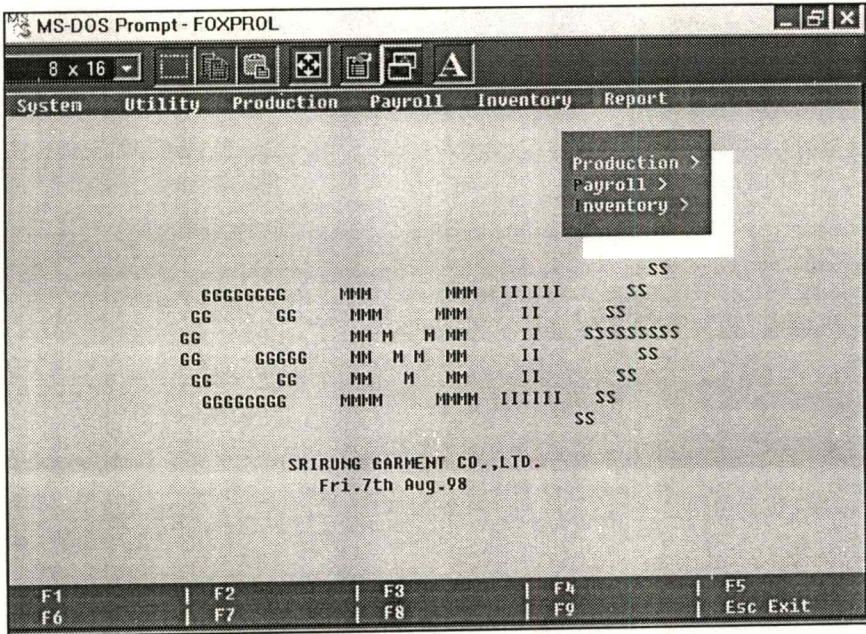 MS-DOS Prompt - FOXPROL
8 x 16
A
System Utility Production Payroll Inventory Report
Production >
Payroll >
Inventory >
SS
GGGGGGGG MMM MMM IIIIII SS
GG GG MMM MMM II SS
GG MM M M MM II SSSSSSSSS
GG GGGGG MM M M MM II SS
GG GG MM M MM II SS
GGGGGGGG MMMM MMMM IIIIII SS
SS
SRIRUNG GARMENT CO.,LTD.
Fri.7th Aug.98
F1 | F2 | F3 | F4 | F5
F6 | F7 | F8 | F9 | Esc Exit